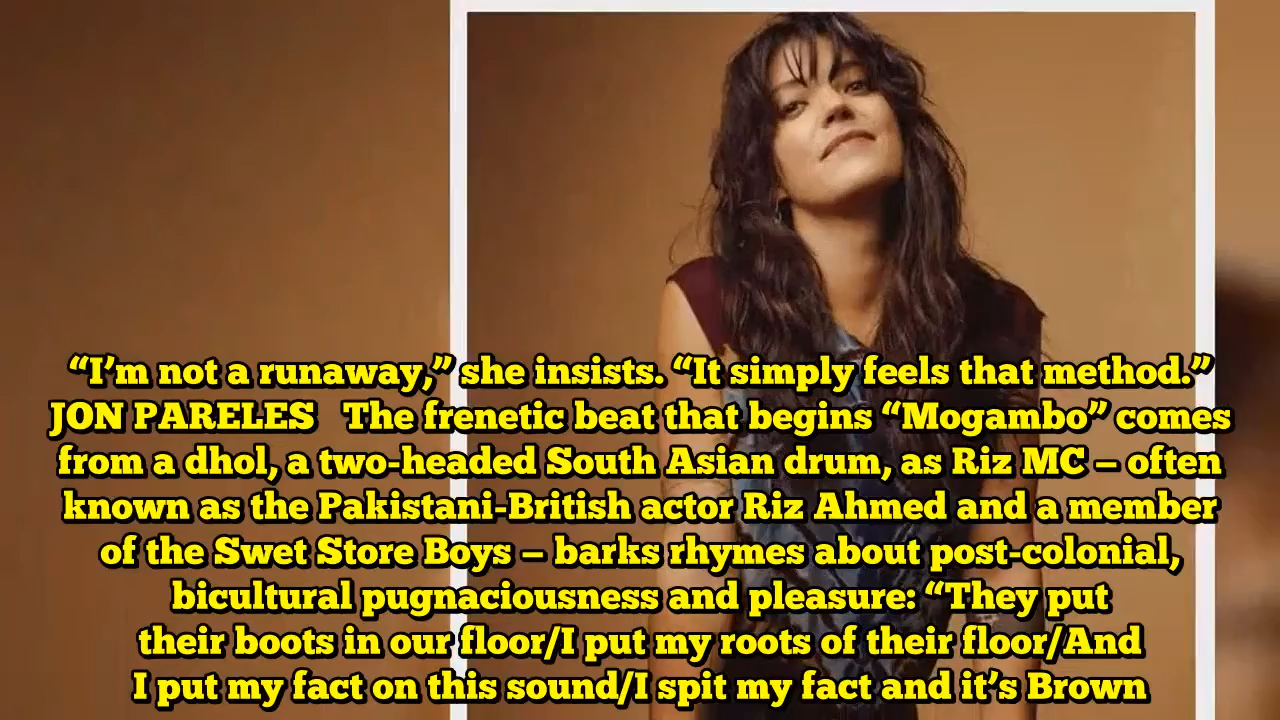 “I’m not a runaway,” she insists. “It simply feels that method.”
JON PARELES The frenetic beat that begins “Mogambo” comes
from a dhol, a two-headed South Asian drum, as Riz MC – often
known as the Pakistani-British actor Riz Ahmed and a member
of the Swet Store Boys – barks rhymes about post-colonial,
bicultural pugnaciousness and pleasure: “They put
their boots in our floor/I put my roots of their floor/And
I put my fact on this sound/I spit my fact and it’s Brown